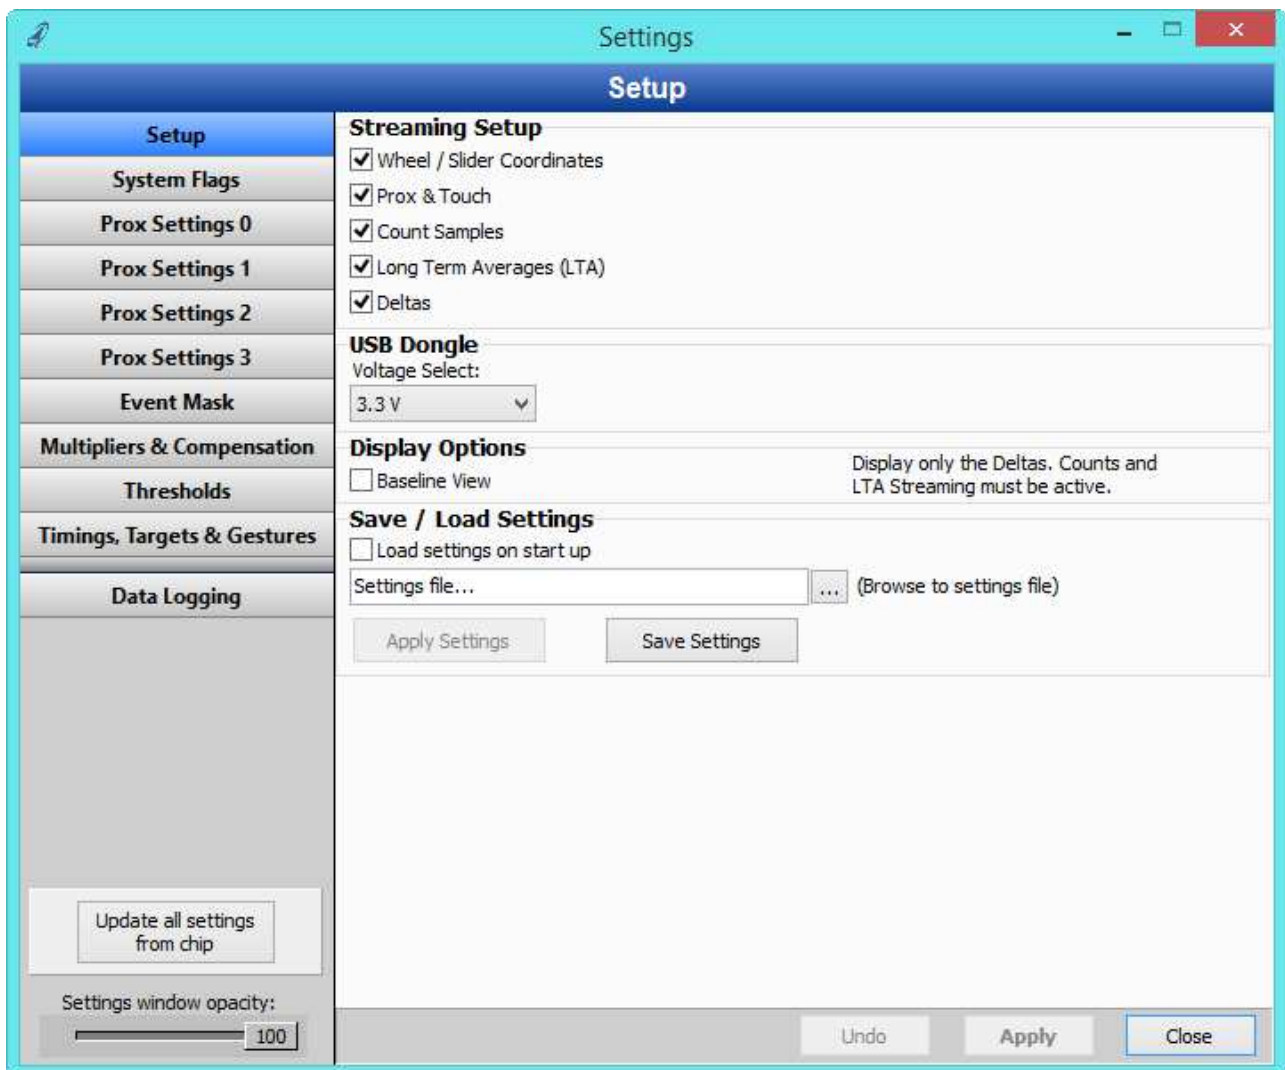 Settings
Setup
Setup
System Flags
Prox Settings 0
Prox Settings 1
Prox Settings 2
Prox Settings 3
Event Mask
Multipliers & Compensation
Thresholds
Timings, Targets & Gestures
Data Logging
Update all settings
from chip
Settings window opacity:
100
Streaming Setup
Wheel / Slider Coordinates
Prox & Touch
Count Samples
Long Term Averages (LTA)
Deltas
USB Dongle
Voltage Select:
3.3 V
Display Options
Baseline View
Display only the Deltas. Counts and
LTA Streaming must be active.
Save / Load Settings
Load settings on start up
Settings file... ... (Browse to settings file)
Apply Settings Save Settings
Undo Apply Close